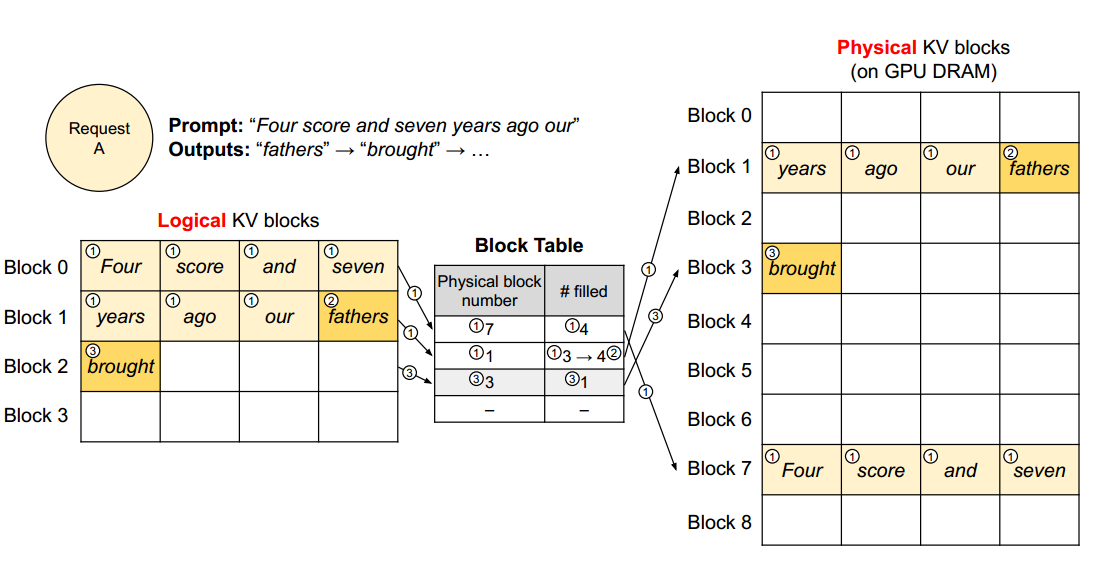 Physical KV blocks
(on GPU DRAM)
Request
A
Prompt: “Four score and seven years ago our”
Outputs: “fathers” → “brought” → …
Logical KV blocks
Block 0
① Four ① score ① and ① seven
Block 1
① years ① ago ① our ② fathers
Block 2
③ brought
Block 3
① ① ③
Block Table
Physical block
number
# filled
①7 ①4
①1 ①3 → 4②
③3 ③1
– –
① ③ ①
Block 0
Block 1
① years ① ago ① our ② fathers
Block 2
Block 3
③ brought
Block 4
Block 5
Block 6
Block 7
① Four ① score ① and ① seven
Block 8